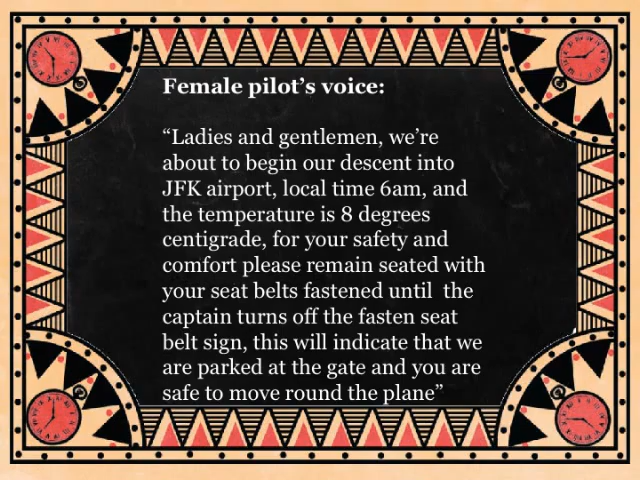 Female pilot’s voice:
“Ladies and gentlemen, we’re
about to begin our descent into
JFK airport, local time 6am, and
the temperature is 8 degrees
centigrade, for your safety and
comfort please remain seated with
your seat belts fastened until  the
captain turns off the fasten seat
belt sign, this will indicate that we
are parked at the gate and you are
safe to move round the plane”